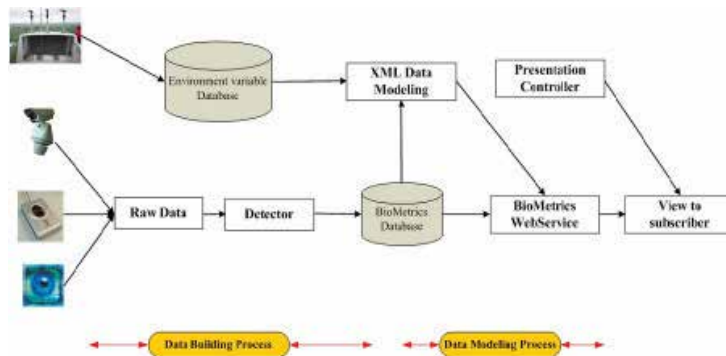 Environment variable
Database
XML Data
Modeling
Presentation
Controller
Raw Data
Detector
BioMetrics
Database
BioMetrics
WebService
View to
subscriber
Data Building Process
Data Modeling Process